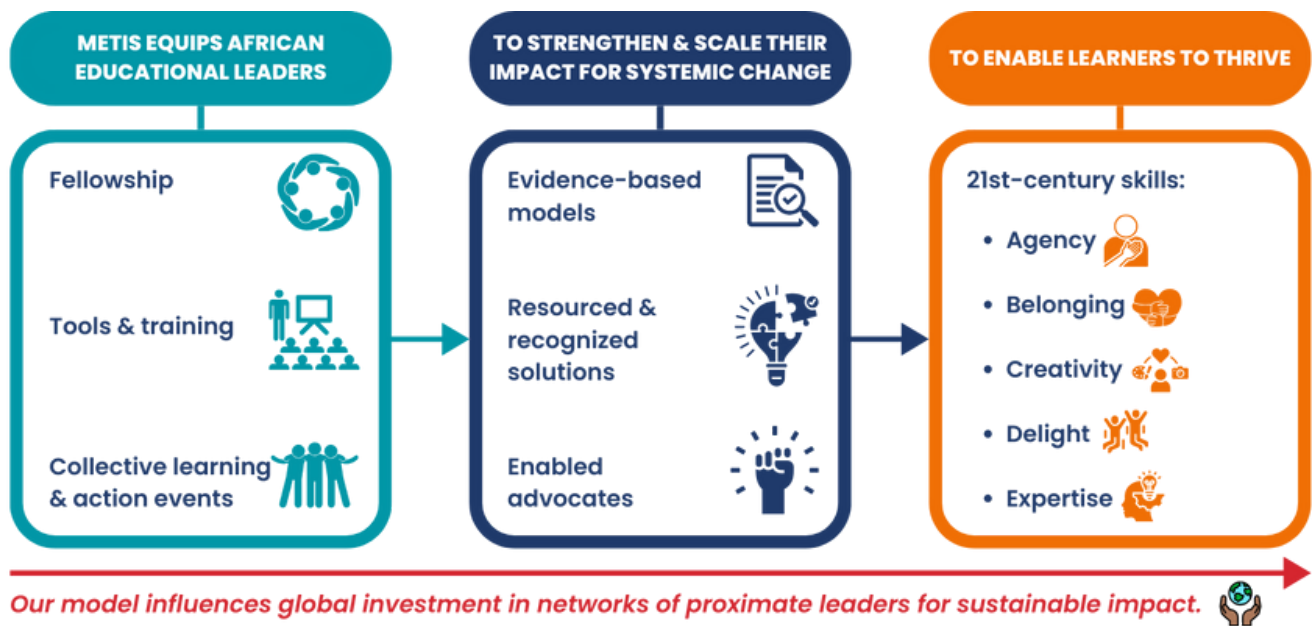 METIS EQUIPS AFRICAN
EDUCATIONAL LEADERS
Fellowship
Tools & training
Collective learning
& action events
TO STRENGTHEN & SCALE THEIR
IMPACT FOR SYSTEMIC CHANGE
Evidence-based
models
Resourced &
recognized
solutions
Enabled
advocates
TO ENABLE LEARNERS TO THRIVE
21st-century skills:
• Agency
• Belonging
• Creativity
• Delight
• Expertise
Our model influences global investment in networks of proximate leaders for sustainable impact.